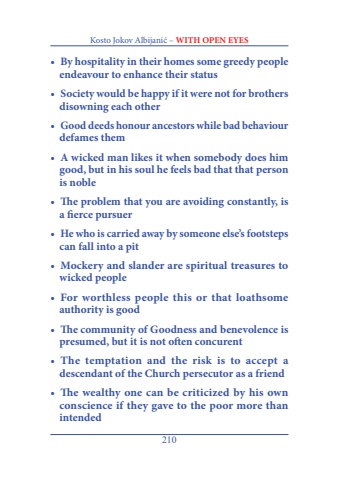 Kosto Jokov Albijanić – WITH OPEN EYES
• By hospitality in their homes some greedy people
endeavour to enhance their status
• Society would be happy if it were not for brothers
disowning each other
• Good deeds honour ancestors while bad behaviour
defames them
• A wicked man likes it when somebody does him
good, but in his soul he feels bad that that person
is noble
• The problem that you are avoiding constantly, is
a fierce pursuer
• He who is carried away by someone else's footsteps
can fall into a pit
• Mockery and slander are spiritual treasures to
wicked people
• For worthless people this or that loathsome
authority is good
• The community of Goodness and benevolence is
presumed, but it is not often concurent
• The temptation and the risk is to accept a
descendant of the Church persecutor as a friend
• The wealthy one can be criticized by his own
conscience if they gave to the poor more than
intended
210